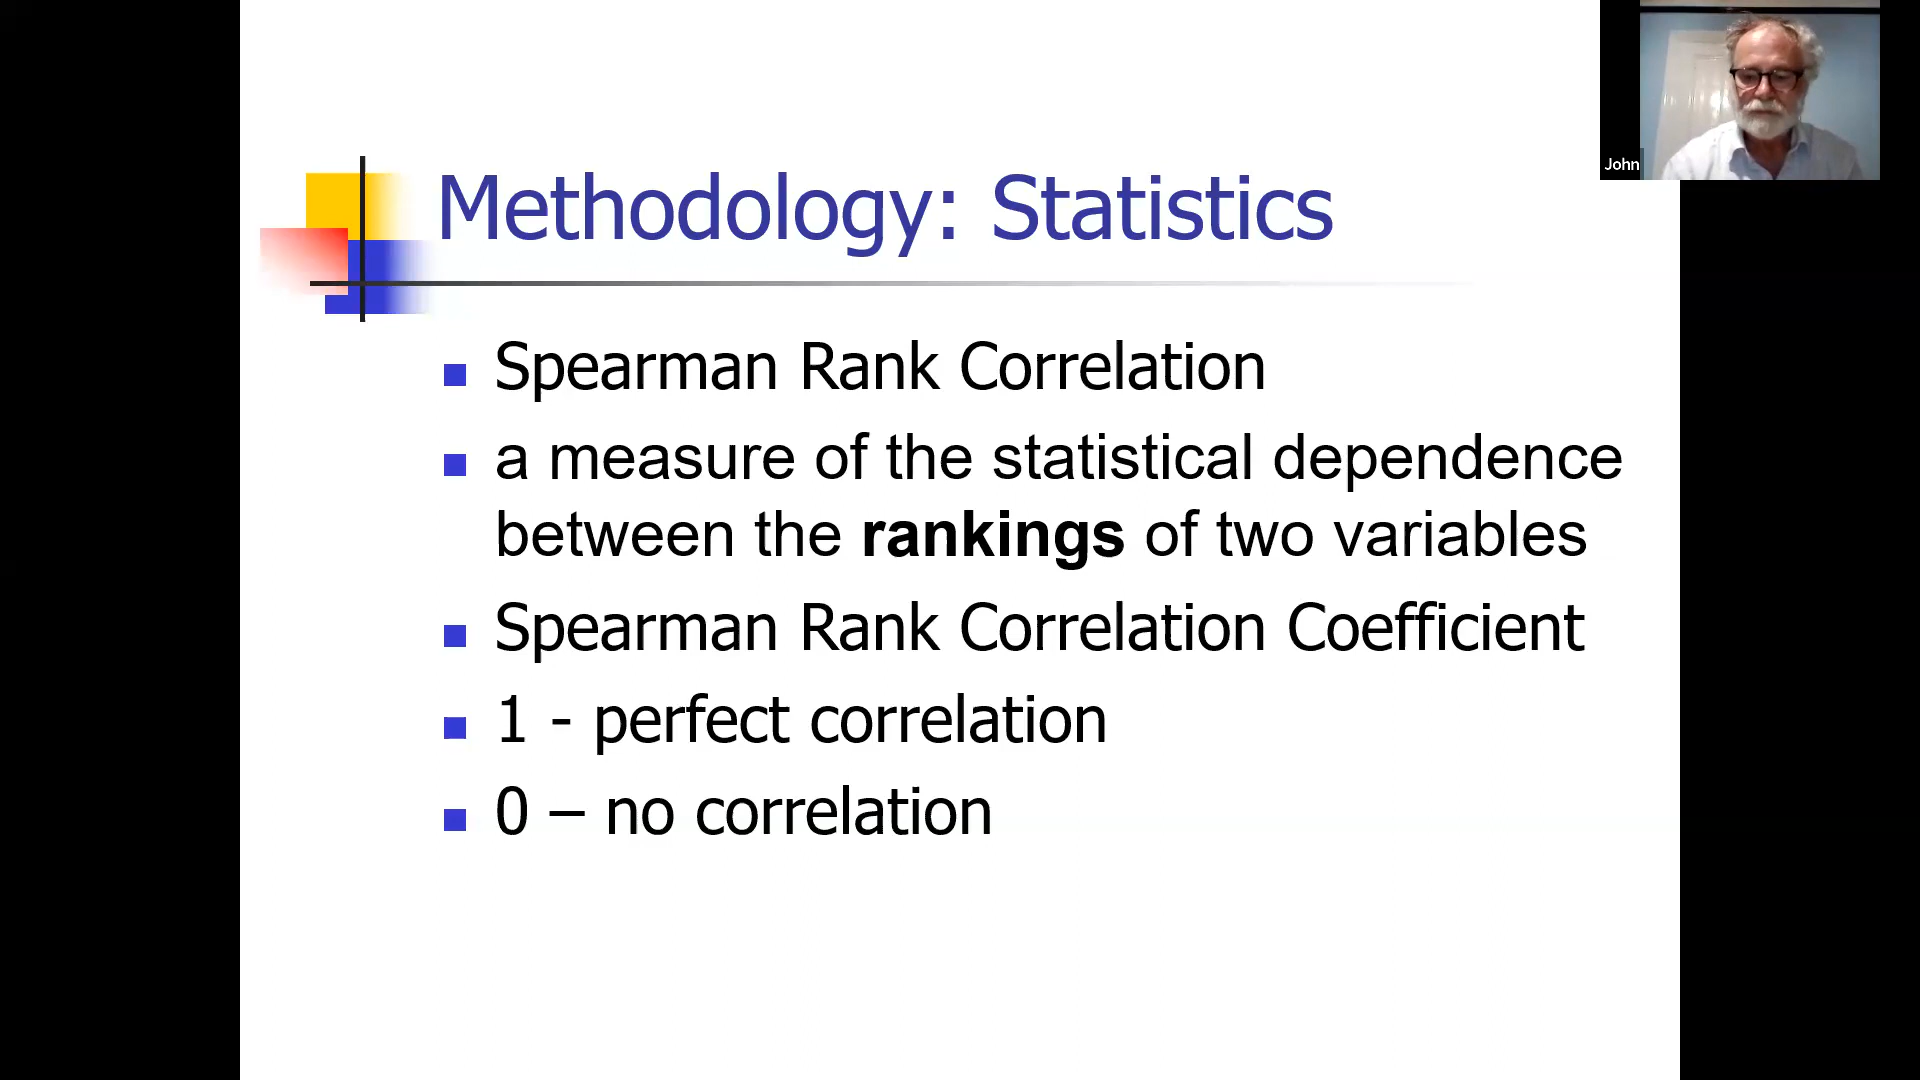 John
Methodology: Statistics
Spearman Rank Correlation
a measure of the statistical dependence
between the rankings of two variables
Spearman Rank Correlation Coefficient
1 - perfect correlation
0 – no correlation